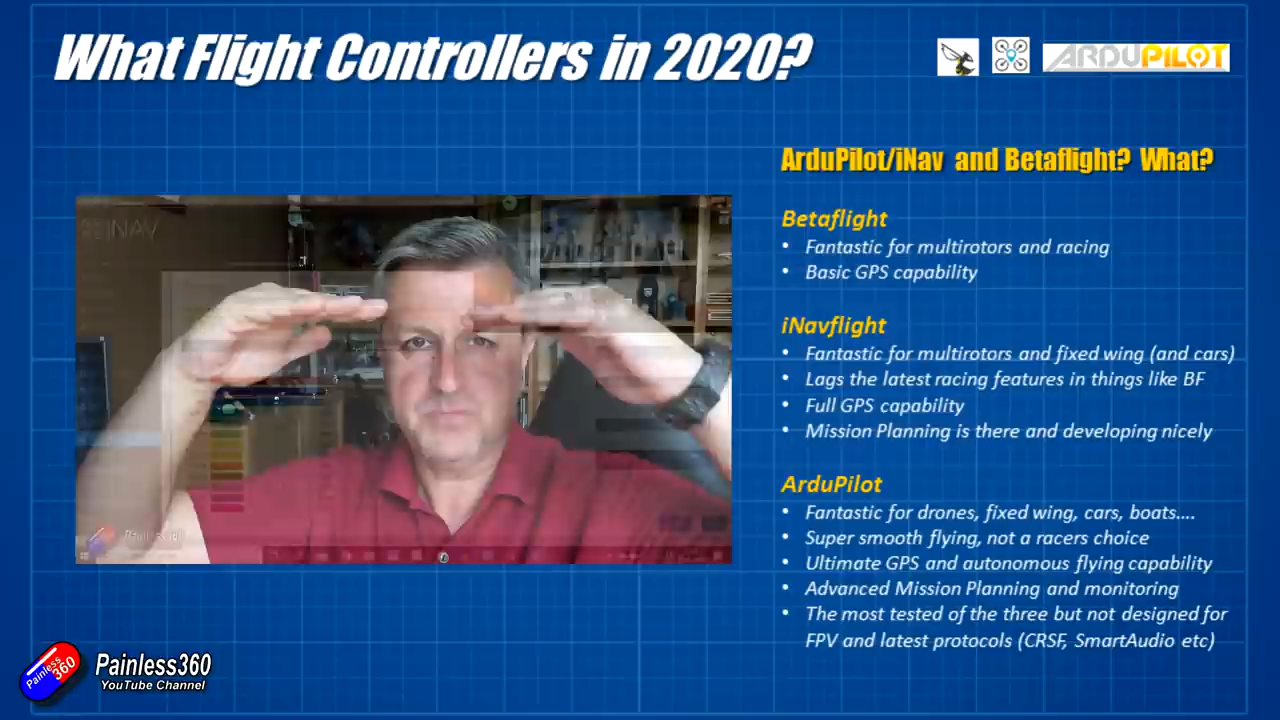 What Flight Controllers in 2020?
ARDUPILOT
ArduPilot/iNav and Betaflight? What?
Betaflight
• Fantastic for multirotors and racing
• Basic GPS capability
iNavflight
• Fantastic for multirotors and fixed wing (and cars)
• Lags the latest racing features in things like BF
• Full GPS capability
• Mission Planning is there and developing nicely
ArduPilot
• Fantastic for drones, fixed wing, cars, boats....
• Super smooth flying, not a racers choice
• Ultimate GPS and autonomous flying capability
• Advanced Mission Planning and monitoring
• The most tested of the three but not designed for
FPV and latest protocols (CRSF, SmartAudio etc)
INAV
Painless360
Painless
360
Painless360
YouTube Channel